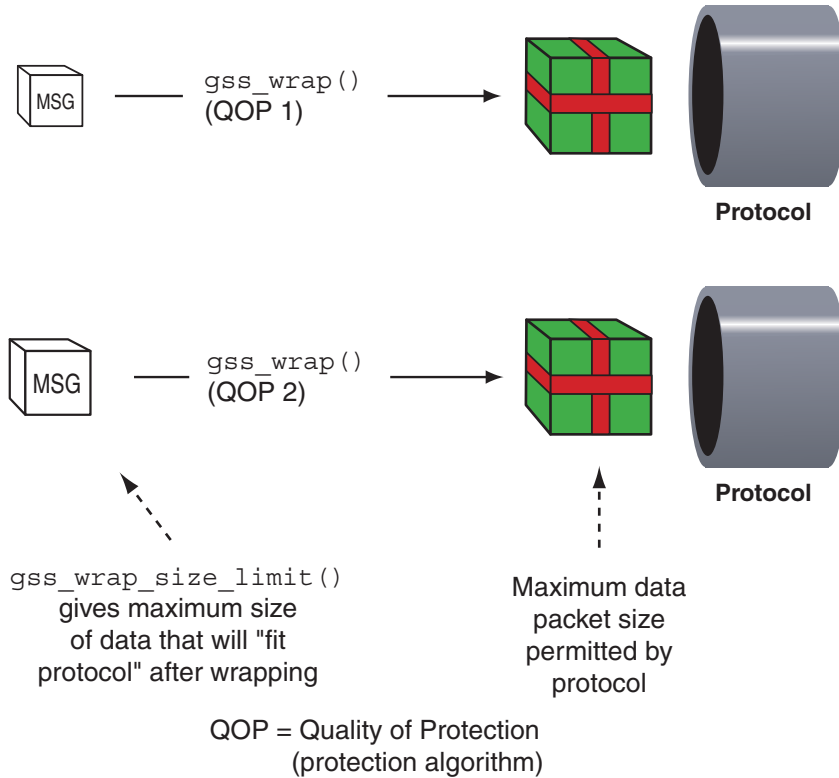 MSG
gss_wrap()
(QOP 1)
Protocol
MSG
gss_wrap()
(QOP 2)
Protocol
gss_wrap_size_limit()
gives maximum size
of data that will "fit
protocol" after wrapping
Maximum data
packet size
permitted by
protocol
QOP = Quality of Protection
(protection algorithm)